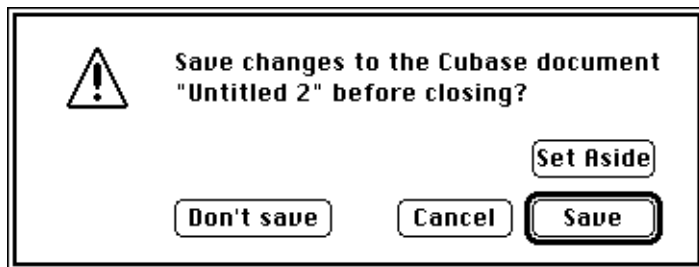 Save changes to the Cubase document
"Untitled 2" before closing?
Set Aside
Don't save
Cancel
Save